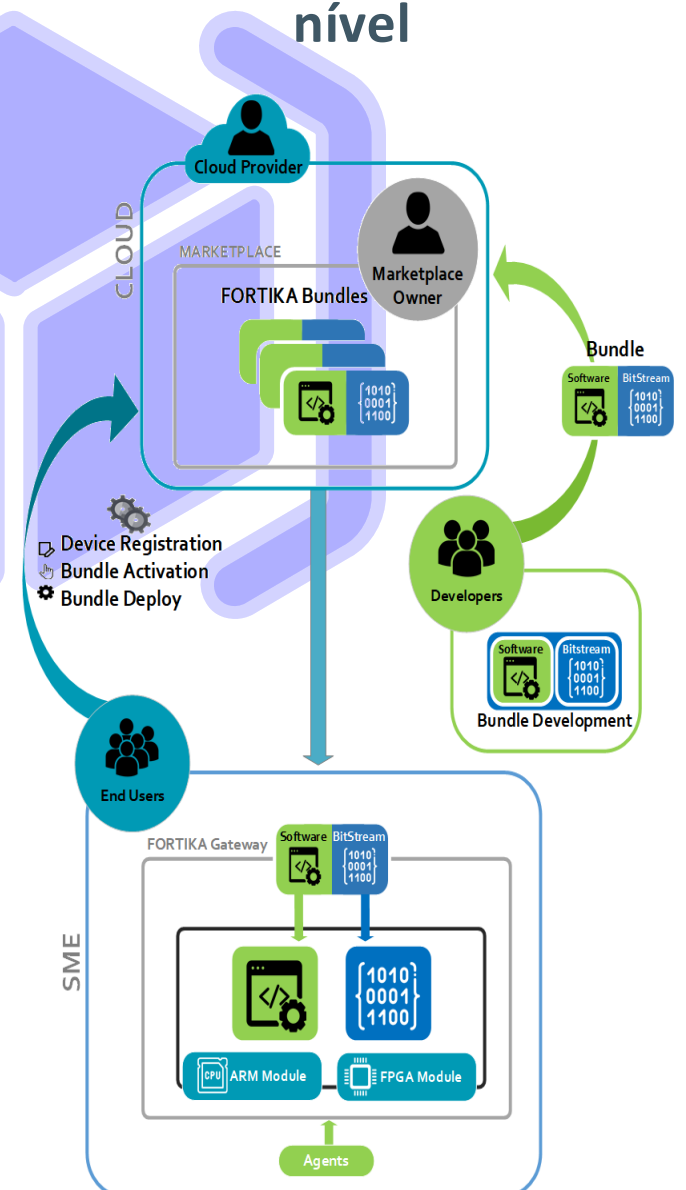 nível
Cloud Provider
CLOUD
MARKETPLACE
Marketplace
Owner
FORTIKA Bundles
1010
0001
1100
Bundle
Software
BitStream
1010
0001
1100
Device Registration
Bundle Activation
Bundle Deploy
Developers
Software
Bitstream
1010
0001
1100
Bundle Development
End Users
SME
FORTIKA Gateway
Software
BitStream
1010
0001
1100
1010
0001
1100
CPU
ARM Module
FPGA Module
Agents